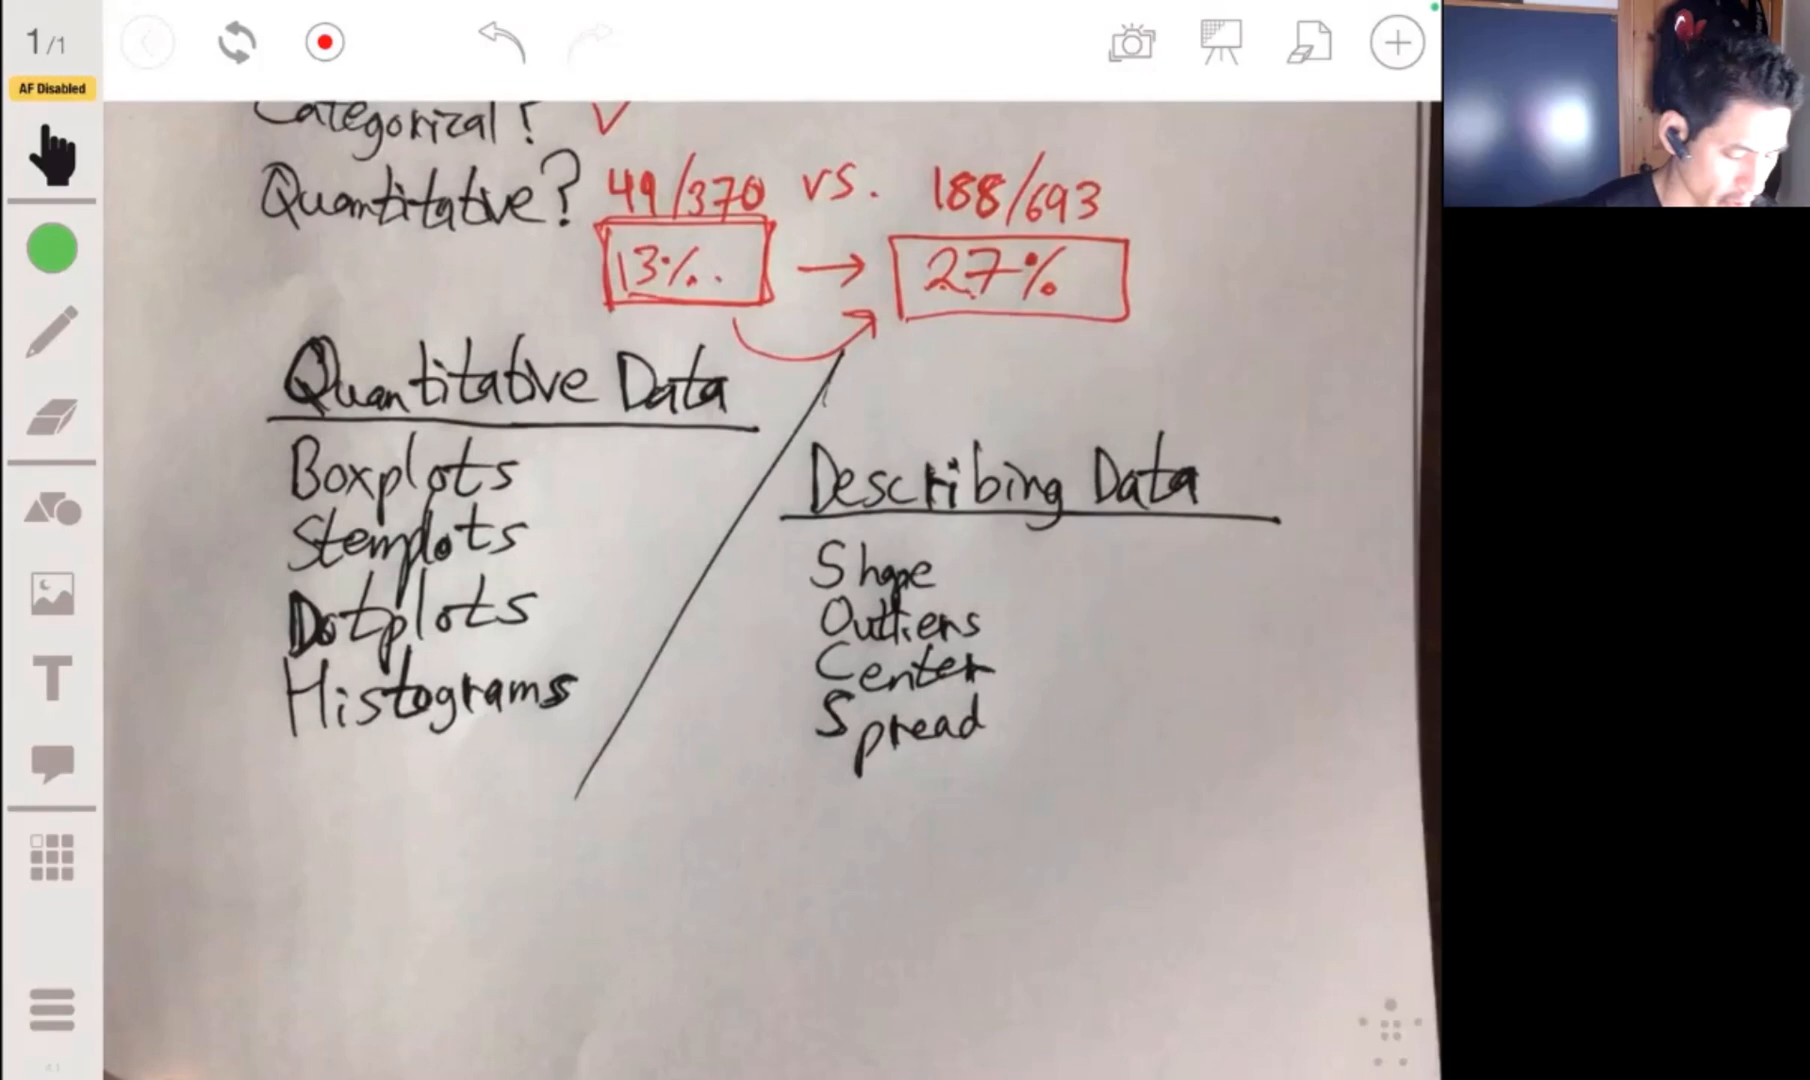 1/1
AF Disabled
Categorical? ✓
Quantitative? 49/370 vs. 188/693
13%. → 27%
Quantitative Data
Boxplots
Stemplots
Dotplots
Histograms
Describing Data
Shape
Outliers
Center
Spread
T